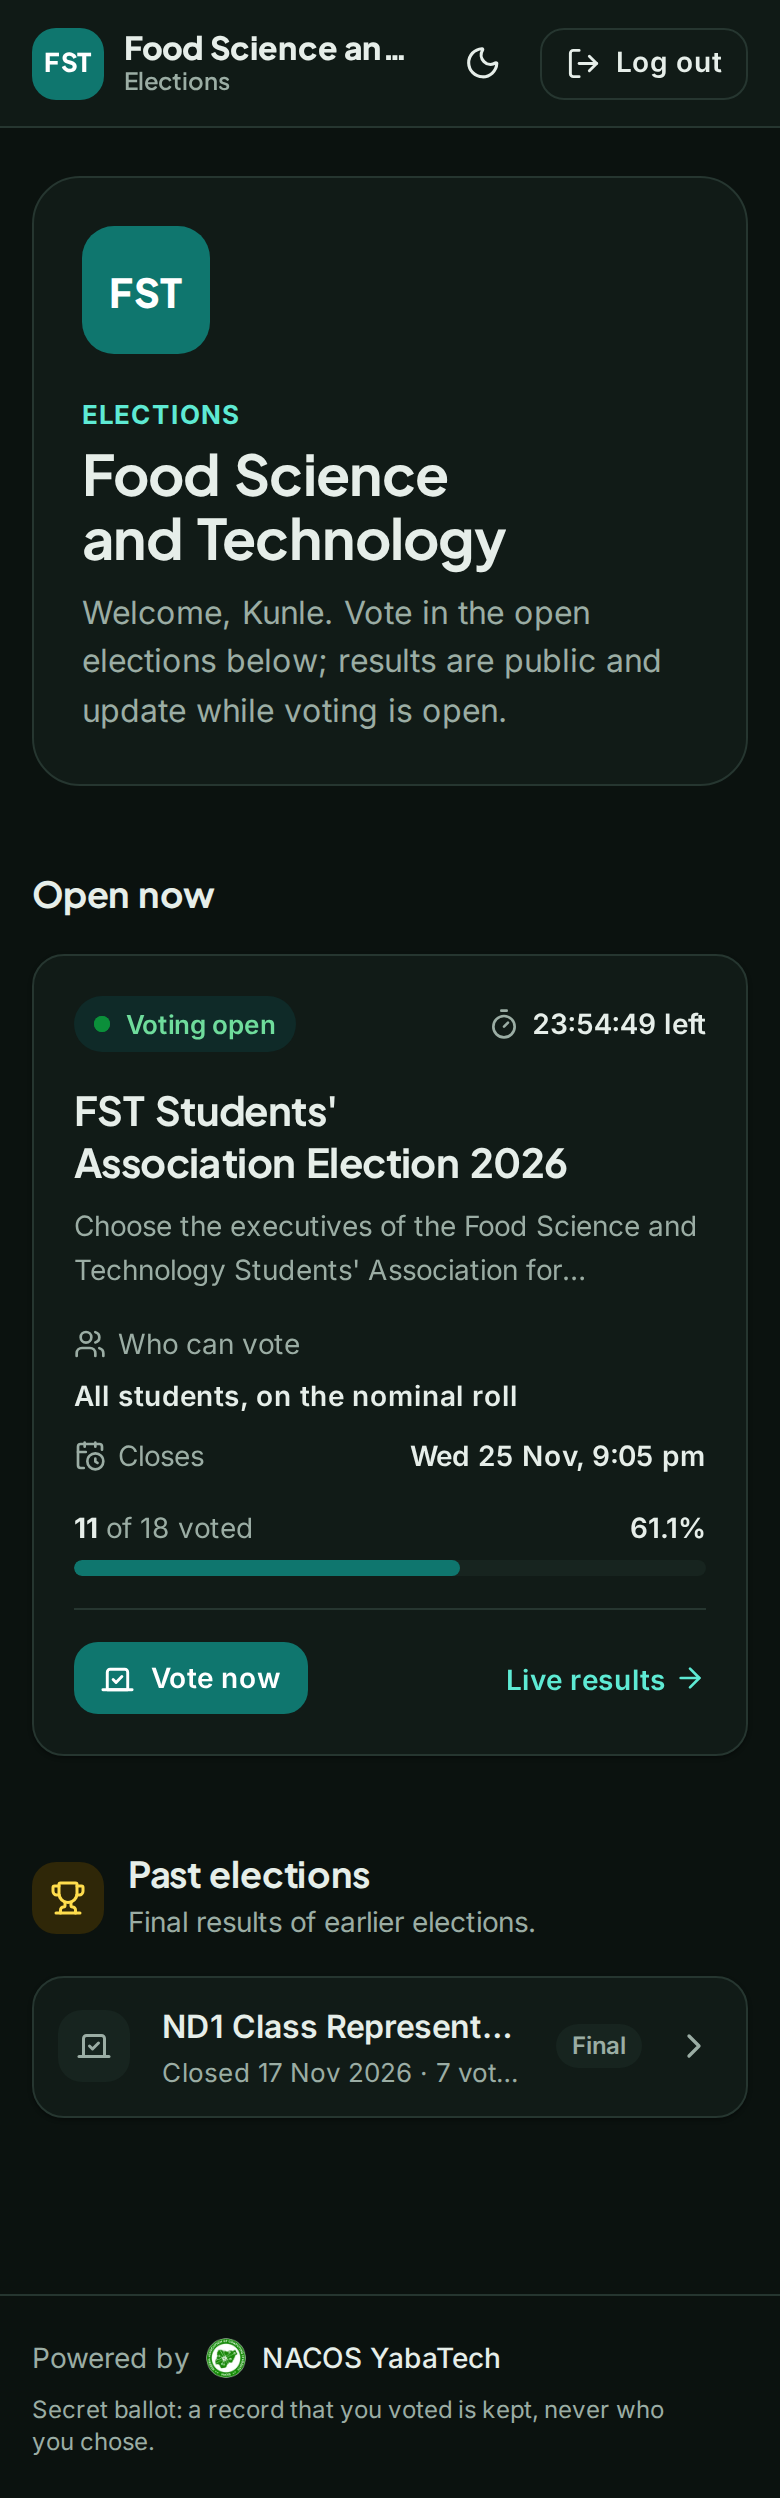 FST
Food Science an...
Elections
Log out
FST
ELECTIONS
Food Science
and Technology
Welcome, Kunle. Vote in the open
elections below; results are public and
update while voting is open.
Open now
Voting open
23:54:49 left
FST Students'
Association Election 2026
Choose the executives of the Food Science and
Technology Students' Association for...
Who can vote
All students, on the nominal roll
Closes
Wed 25 Nov, 9:05 pm
11 of 18 voted
61.1%
Vote now
Live results
Past elections
Final results of earlier elections.
ND1 Class Represent...
Closed 17 Nov 2026 · 7 vot...
Final
Powered by
NACOS YabaTech
Secret ballot: a record that you voted is kept, never who
you chose.